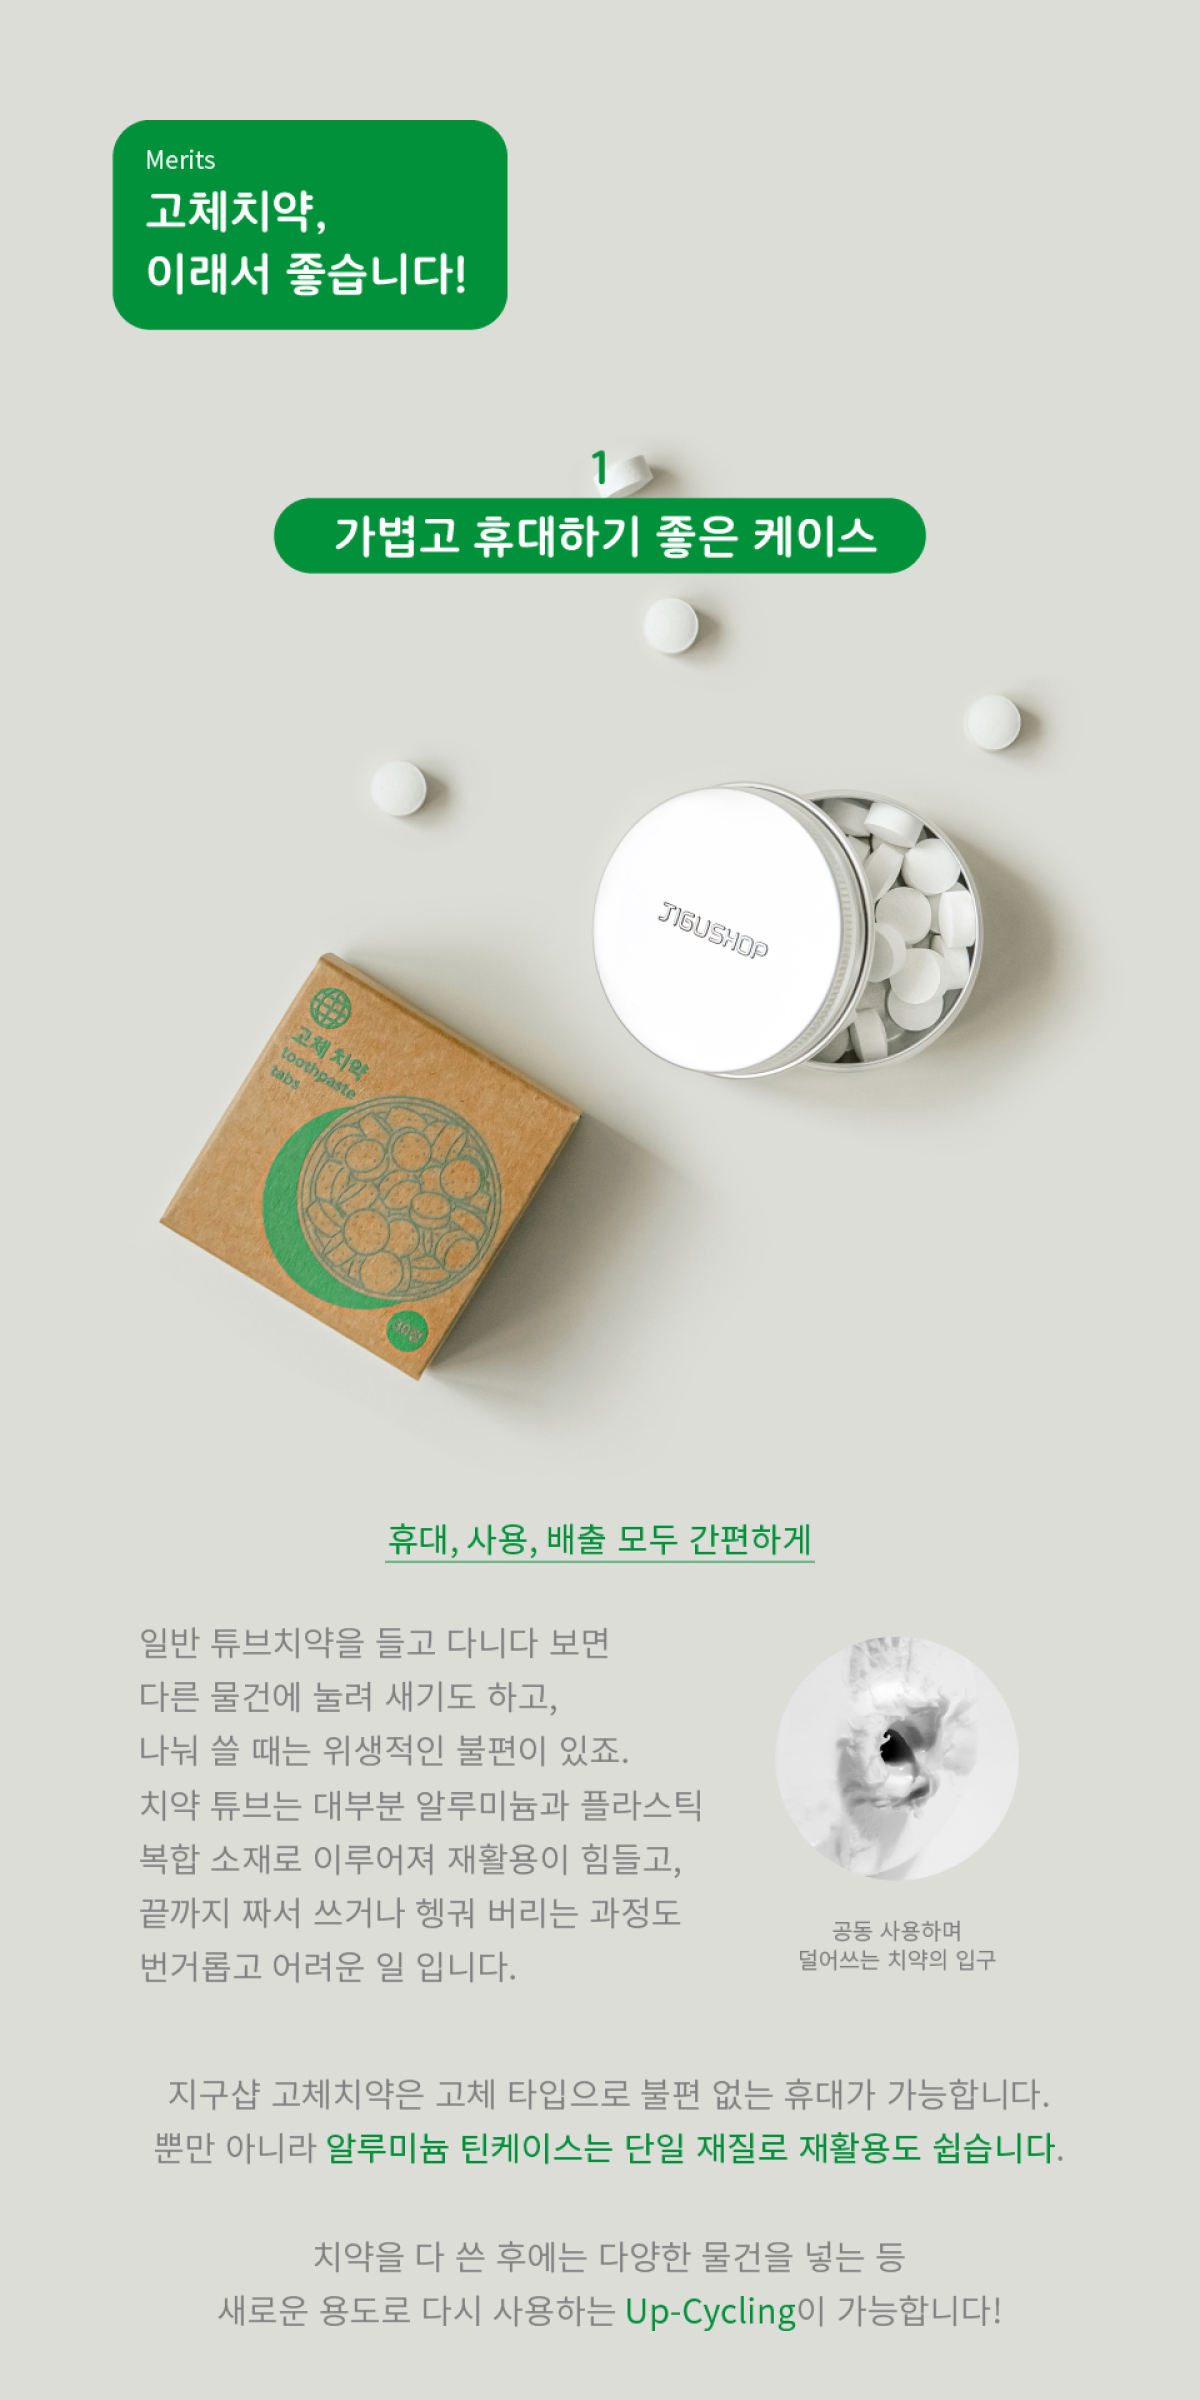 Merits
고체치약,
이래서 좋습니다!
1
가볍고 휴대하기 좋은 케이스
JIGUSHOP
고체 치약
toothpaste
tabs
휴대, 사용, 배출 모두 간편하게
일반 튜브치약을 들고 다니다 보면
다른 물건에 눌려 새기도 하고,
나눠 쓸 때는 위생적인 불편이 있죠.
치약 튜브는 대부분 알루미늄과 플라스틱
복합 소재로 이루어져 재활용이 힘들고,
끝까지 짜서 쓰거나 헹궈 버리는 과정도
번거롭고 어려운 일 입니다.
공동 사용하며
덜어쓰는 치약의 입구
지구샵 고체치약은 고체 타입으로 불편 없는 휴대가 가능합니다.
뿐만 아니라 알루미늄 틴케이스는 단일 재질로 재활용도 쉽습니다.
치약을 다 쓴 후에는 다양한 물건을 넣는 등
새로운 용도로 다시 사용하는 Up-Cycling이 가능합니다!